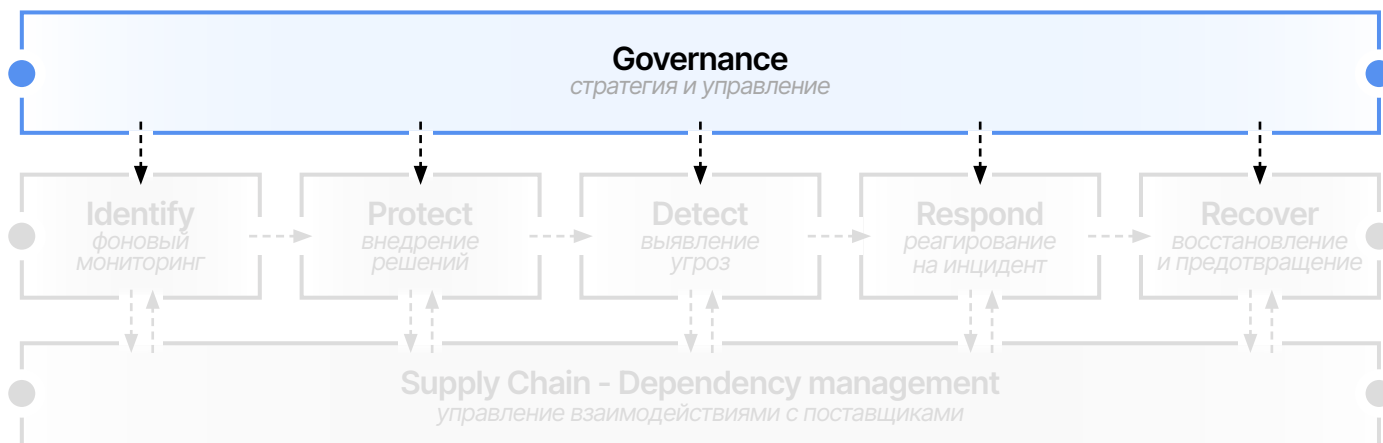 Governance
стратегия и управление
Identify
фоновый
мониторинг
Protect
внедрение
решений
Detect
выявление
угроз
Respond
реагирование
на инцидент
Recover
восстановление
и предотвращение
Supply Chain - Dependency management
управление взаимодействиями с поставщиками